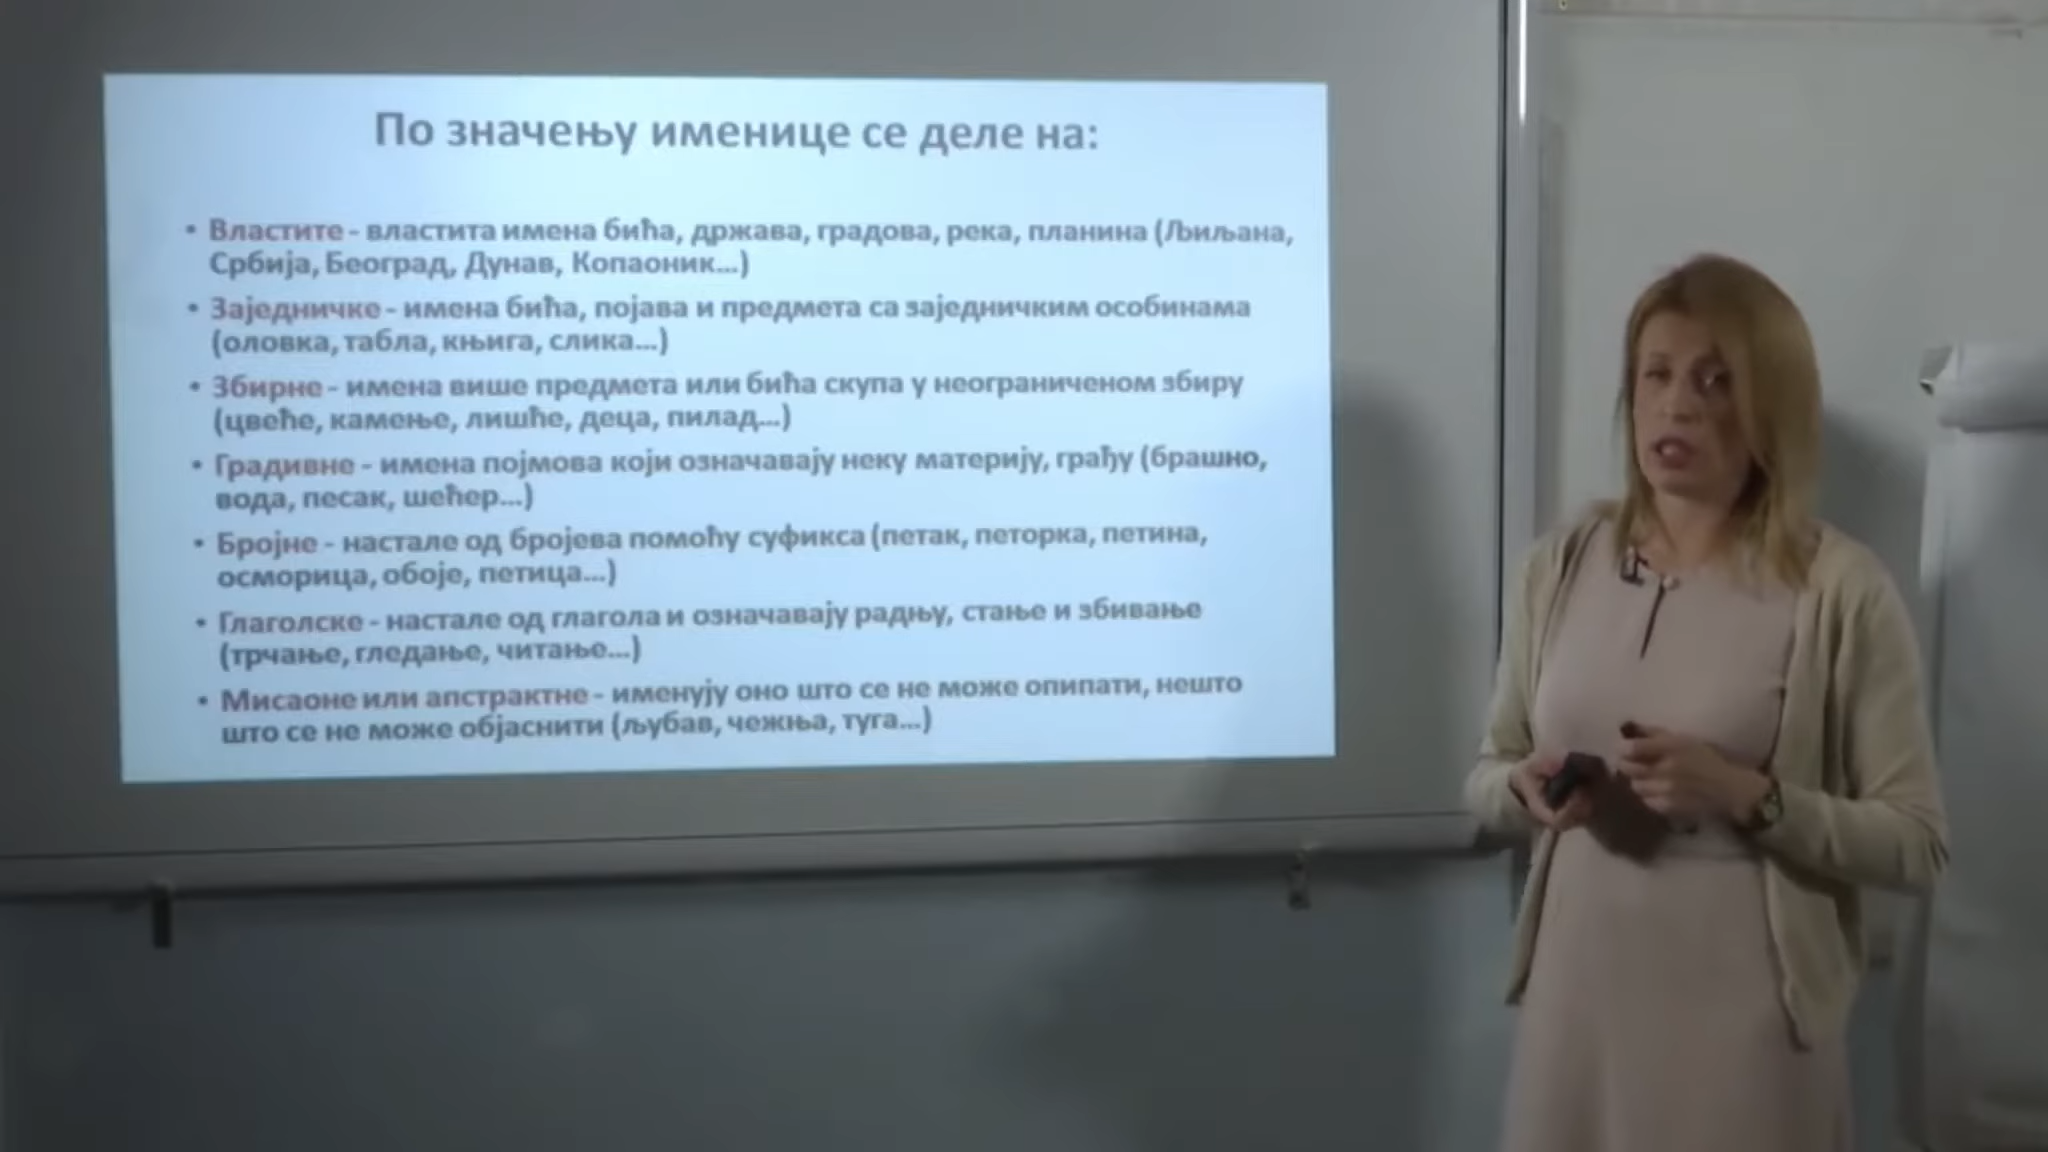 По значењу именице се деле на:
• Властите - властита имена бића, држава, градова, река, планина (Љиљана,
Србија, Београд, Дунав, Копаоник...)
• Заједничке - имена бића, појава и предмета са заједничким особинама
(оловка, табла, књига, слика...)
• Збирне - имена више предмета или бића скупа у неограниченом збиру
(цвеће, камење, лишће, деца, пилад...)
• Градивне - имена појмова који означавају неку материју, грађу (брашно,
вода, песак, шећер...)
• Бројне - настале од бројева помоћу суфикса (петак, петорка, петина,
осморица, обоје, петица...)
• Глаголске - настале од глагола и означавају радњу, стање и збивање
(трчање, гледање, читање...)
• Мисаоне или апстрактне - именују оно што се не може опипати, нешто
што се не може објаснити (љубав, чежња, туга...)